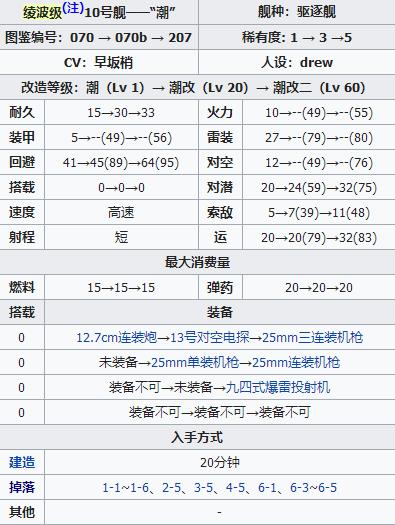 绫波级(注)10号舰——“潮” 舰种：驱逐舰
图鉴编号：070 → 070b → 207 稀有度: 1 → 3 →5
CV：早坂梢 人设：drew
改造等级：潮（Lv 1）→ 潮改（Lv 20）→ 潮改二（Lv 60）
耐久 15→30→33 火力 10→--(49)→--(55)
装甲 5→--(49)→--(56) 雷装 27→--(79)→--(80)
回避 41→45(89)→64(95) 对空 12→--(49)→--(76)
搭载 0→0→0 对潜 20→24(59)→32(75)
速度 高速 索敌 5→7(39)→11(48)
射程 短 运 20→20(79)→32(83)
最大消费量
燃料 15→15→15 弹药 20→20→20
搭载 装备
0 12.7cm连装炮→13号对空电探→25mm三连装机枪
0 未装备→25mm单装机枪→25mm连装机枪
0 装备不可→未装备→九四式爆雷投射机
0 装备不可→装备不可→装备不可
入手方式
建造 20分钟
掉落 1-1~1-6、2-5、3-5、4-5、6-1、6-3~6-5
其他 -